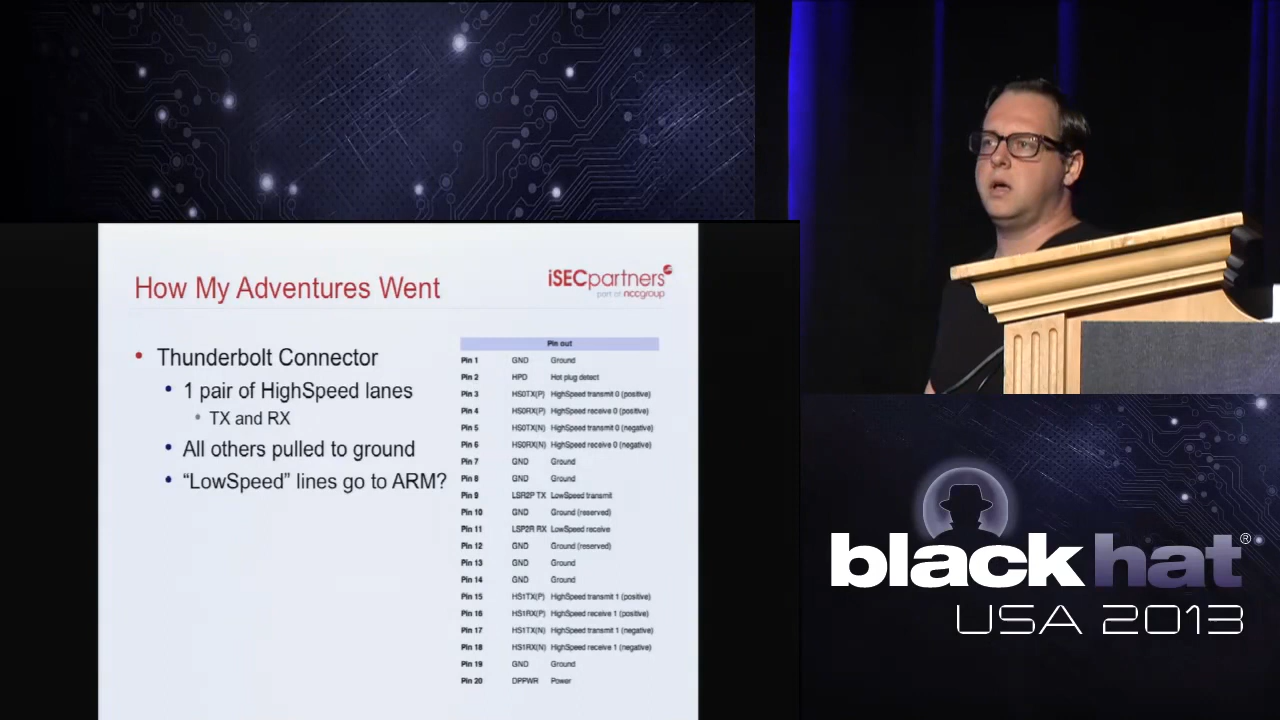 How My Adventures Went
iSECpartners
part of nccgroup
• Thunderbolt Connector
• 1 pair of HighSpeed lanes
• TX and RX
• All others pulled to ground
• “LowSpeed” lines go to ARM?
Pin out
Pin 1 GND Ground
Pin 2 HPD Hot plug detect
Pin 3 HS0TX(P) HighSpeed transmit 0 (positive)
Pin 4 HS0RX(P) HighSpeed receive 0 (positive)
Pin 5 HS0TX(N) HighSpeed transmit 0 (negative)
Pin 6 HS0RX(N) HighSpeed receive 0 (negative)
Pin 7 GND Ground
Pin 8 GND Ground
Pin 9 LSR2P TX LowSpeed transmit
Pin 10 GND Ground (reserved)
Pin 11 LSP2R RX LowSpeed receive
Pin 12 GND Ground (reserved)
Pin 13 GND Ground
Pin 14 GND Ground
Pin 15 HS1TX(P) HighSpeed transmit 1 (positive)
Pin 16 HS1RX(P) HighSpeed receive 1 (positive)
Pin 17 HS1TX(N) HighSpeed transmit 1 (negative)
Pin 18 HS1RX(N) HighSpeed receive 1 (negative)
Pin 19 GND Ground
Pin 20 DPPWR Power
black hat®
USA 2013